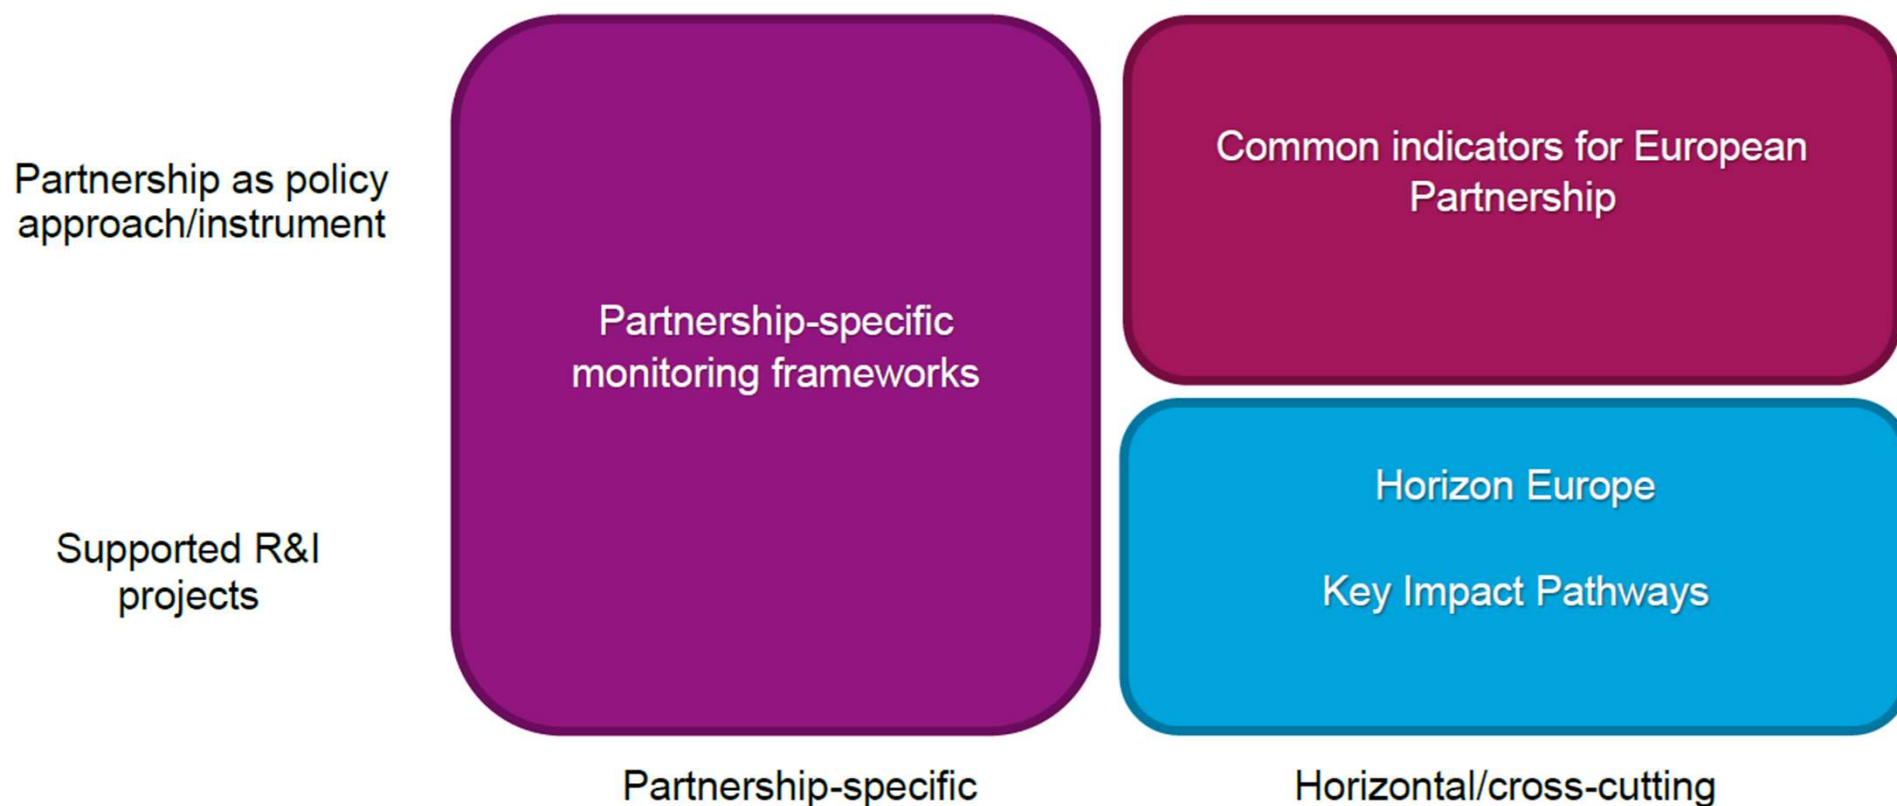 Partnership as policy
approach/instrument
Supported R&I
projects
Partnership-specific
monitoring frameworks
Common indicators for European
Partnership
Horizon Europe
Key Impact Pathways
Partnership-specific
Horizontal/cross-cutting